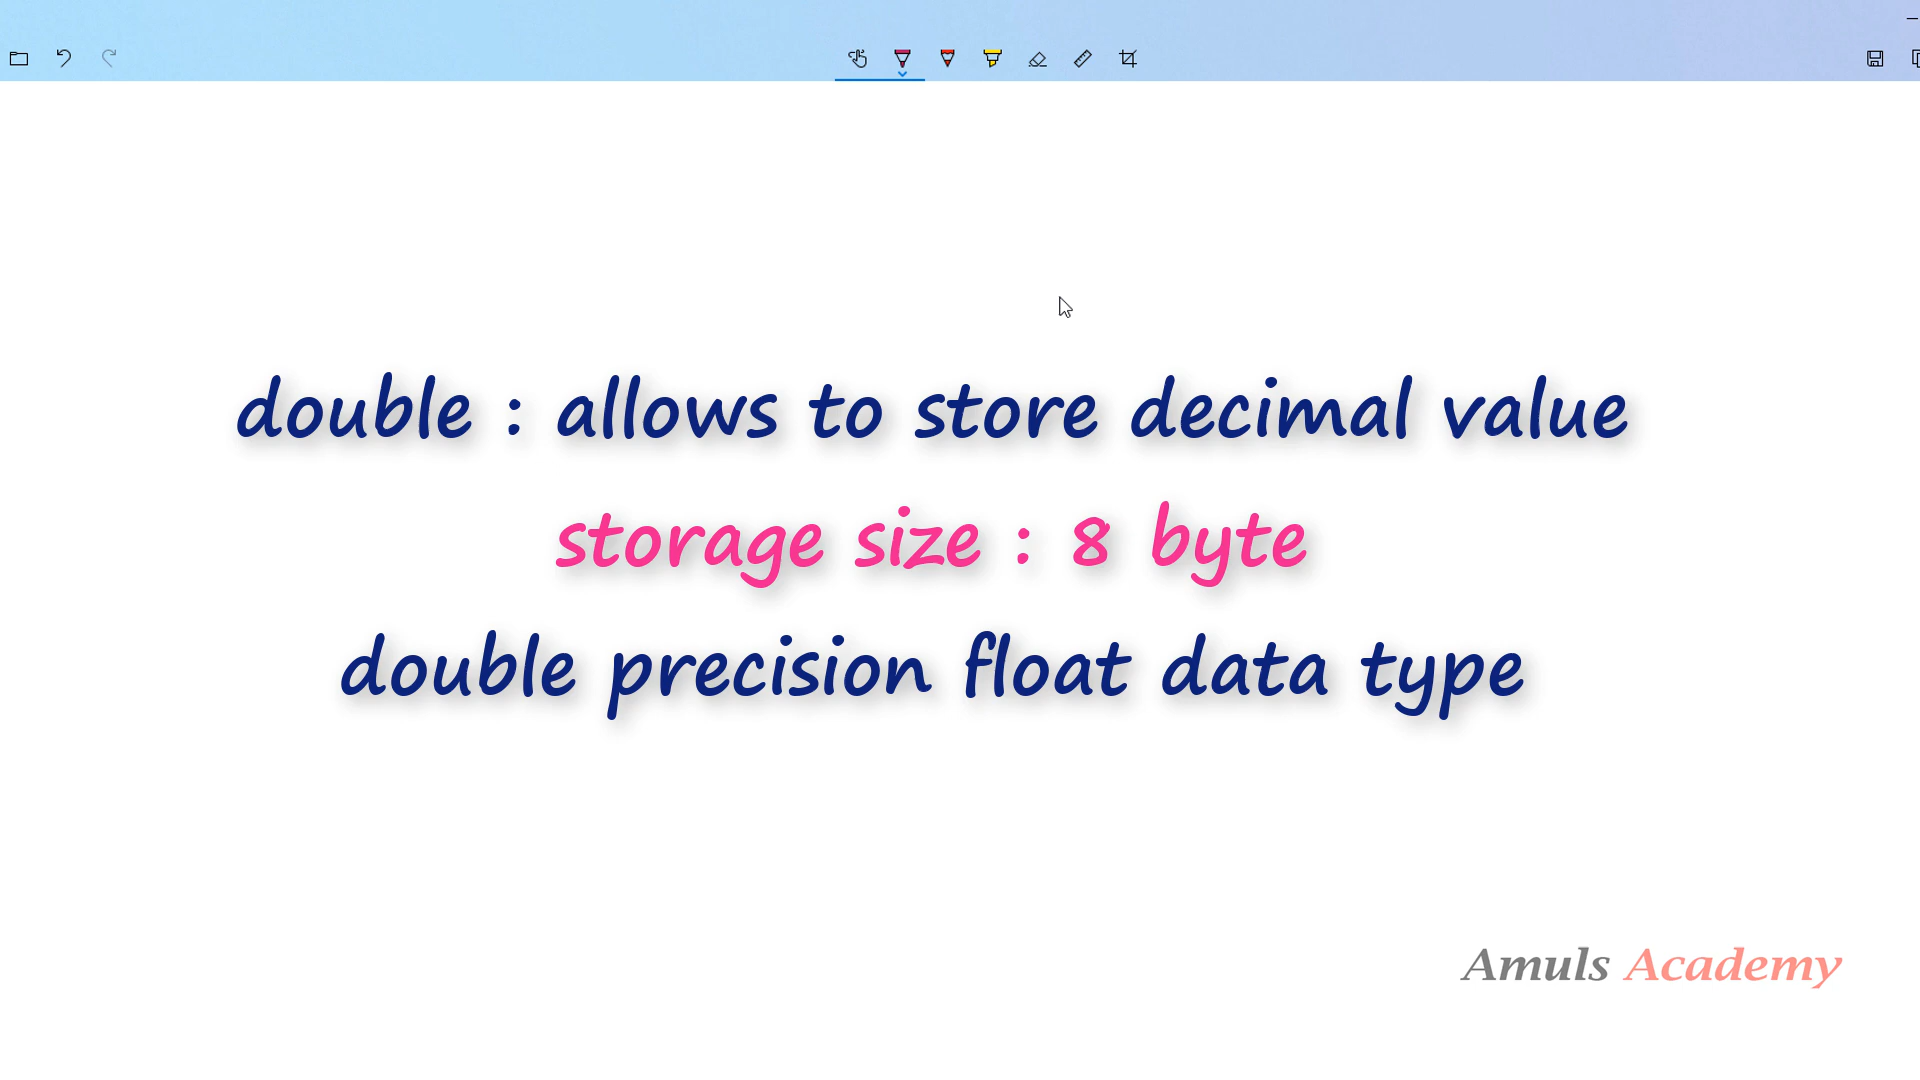 double : allows to store decimal value
storage size : 8 byte
double precision float data type
Amuls Academy